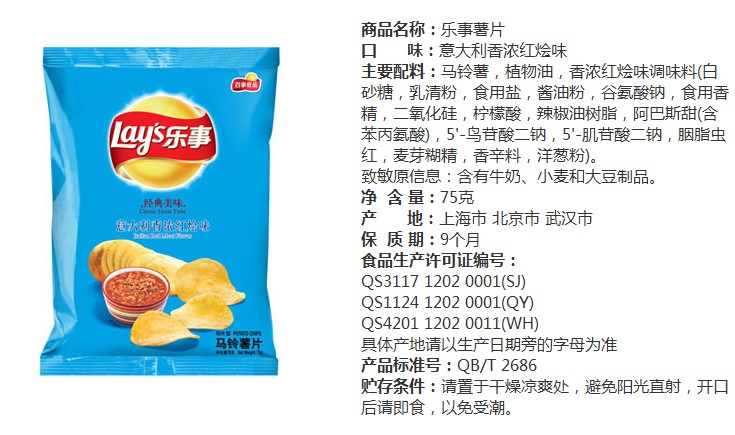 百事食品
Lay's乐事
经典美味
Classic Great Taste
意大利香浓红烩味
Italian Red Meat Flavor
切片型 POTATO CHIPS
马铃薯片
商品名称：乐事薯片
口 味：意大利香浓红烩味
主要配料：马铃薯，植物油，香浓红烩味调味料(白
砂糖，乳清粉，食用盐，酱油粉，谷氨酸钠，食用香
精，二氧化硅，柠檬酸，辣椒油树脂，阿巴斯甜(含
苯丙氨酸)，5'-鸟苷酸二钠，5'-肌苷酸二钠，胭脂虫
红，麦芽糊精，香辛料，洋葱粉)。
致敏原信息：含有牛奶、小麦和大豆制品。
净 含 量：75克
产 地：上海市 北京市 武汉市
保 质 期：9个月
食品生产许可证编号：
QS3117 1202 0001(SJ)
QS1124 1202 0001(QY)
QS4201 1202 0011(WH)
具体产地请以生产日期旁的字母为准
产品标准号：QB/T 2686
贮存条件：请置于干燥凉爽处，避免阳光直射，开口
后请即食，以免受潮。